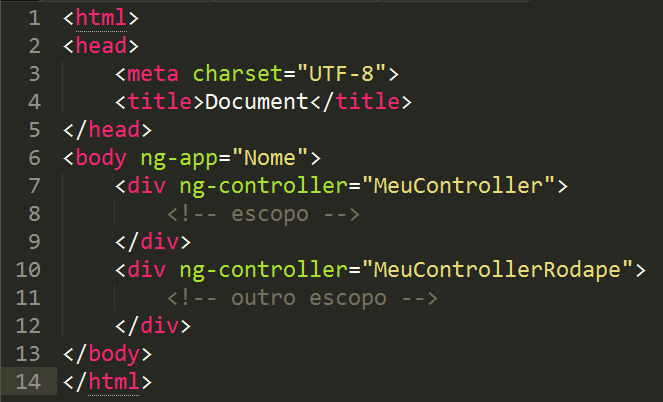 1 <html>
2 <head>
3     <meta charset="UTF-8">
4     <title>Document</title>
5 </head>
6 <body ng-app="Nome">
7     <div ng-controller="MeuController">
8         <!-- escopo -->
9     </div>
10     <div ng-controller="MeuControllerRodape">
11         <!-- outro escopo -->
12     </div>
13 </body>
14 </html>